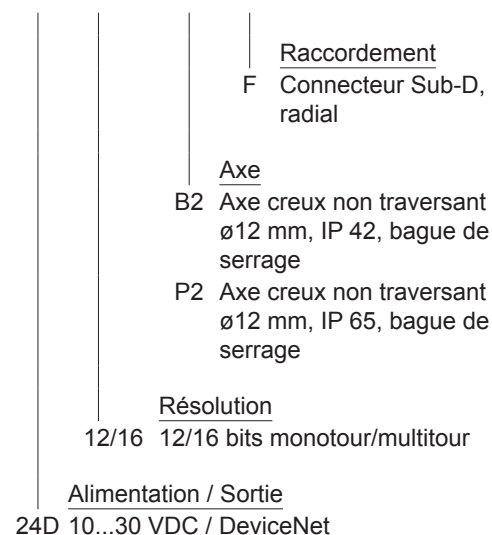 Raccordement
F Connecteur Sub-D,
radial
Axe
B2 Axe creux non traversant
ø12 mm, IP 42, bague de
serrage
P2 Axe creux non traversant
ø12 mm, IP 65, bague de
serrage
Résolution
12/16 12/16 bits monotour/multitour
Alimentation / Sortie
24D 10...30 VDC / DeviceNet